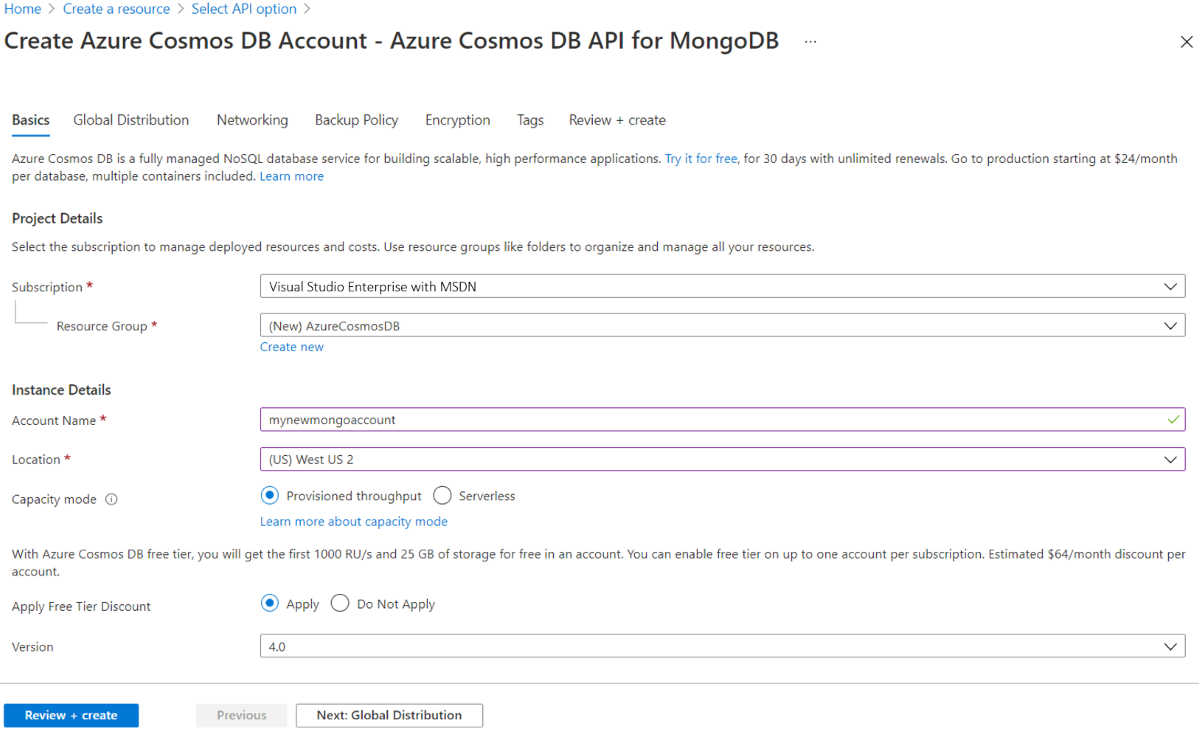 Home > Create a resource > Select API option >
Create Azure Cosmos DB Account - Azure Cosmos DB API for MongoDB ...
Basics Global Distribution Networking Backup Policy Encryption Tags Review + create
Azure Cosmos DB is a fully managed NoSQL database service for building scalable, high performance applications. Try it for free, for 30 days with unlimited renewals. Go to production starting at $24/month
per database, multiple containers included. Learn more
Project Details
Select the subscription to manage deployed resources and costs. Use resource groups like folders to organize and manage all your resources.
Subscription * Visual Studio Enterprise with MSDN
Resource Group * (New) AzureCosmosDB
Create new
Instance Details
Account Name * mynewmongoaccount
Location * (US) West US 2
Capacity mode Provisioned throughput Serverless
Learn more about capacity mode
With Azure Cosmos DB free tier, you will get the first 1000 RU/s and 25 GB of storage for free in an account. You can enable free tier on up to one account per subscription. Estimated $64/month discount per
account.
Apply Free Tier Discount Apply Do Not Apply
Version 4.0
Review + create Previous Next: Global Distribution